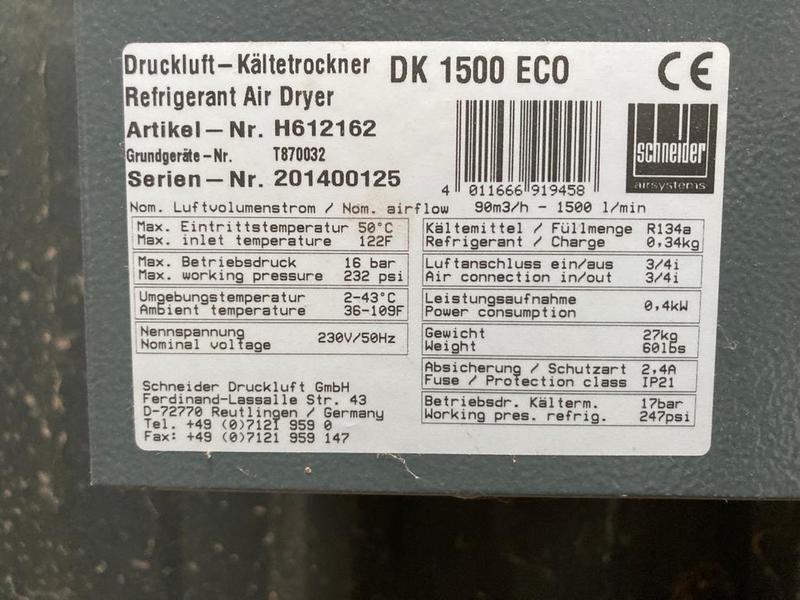 Druckluft-Kältetrockner DK 1500 ECO CE
Refrigerant Air Dryer
Artikel-Nr. H612162
Grundgeräte-Nr. T870032
Serien-Nr. 201400125
4 011666 919458
schneider
airsystems
Nom. Luftvolumenstrom / Nom. airflow 90m3/h - 1500 l/min
Max. Eintrittstemperatur 50°C
Max. inlet temperature 122F
Max. Betriebsdruck 16 bar
Max. working pressure 232 psi
Umgebungstemperatur 2-43°C
Ambient temperature 36-109F
Nennspannung 230V/50Hz
Nominal voltage
Kältemittel / Füllmenge R134a
Refrigerant / Charge 0,34kg
Luftanschluss ein/aus 3/4i
Air connection in/out 3/4i
Leistungsaufnahme 0,4kW
Power consumption
Gewicht 27kg
Weight 60lbs
Absicherung / Schutzart 2,4A
Fuse / Protection class IP21
Betriebsdr. Kälterm. 17bar
Working pres. refrig. 247psi
Schneider Druckluft GmbH
Ferdinand-Lassalle Str. 43
D-72770 Reutlingen / Germany
Tel. +49 (0)7121 959 0
Fax: +49 (0)7121 959 147